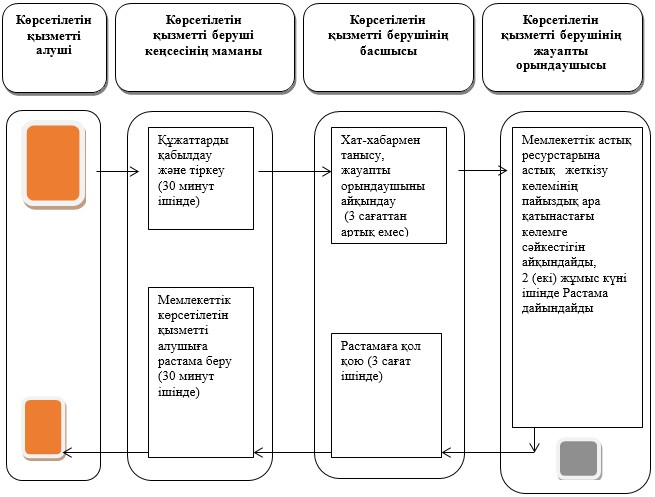 Көрсетілетін
қызметті
алуші
Көрсетілетін
қызметті беруші
кеңсесінің маманы
Көрсетілетін
қызметті берушінің
басшысы
Көрсетілетін
қызметті берушінің
жауапты
орындаушысы
Құжаттарды
қабылдау
және тіркеу
(30 минут
ішінде)
Хат-хабармен
танысу,
жауапты
орындаушыны
айқындау
(3 сағаттан
артық емес)
Мемлекеттік астық
ресурстарына
астық жеткізу
көлемінің
пайыздық ара
қатынастағы
көлемге
сәйкестігін
айқындайды,
2 (екі) жұмыс күні
ішінде Растама
дайындайды
Мемлекеттік
көрсетілетін
қызметті
алушыға
растама беру
(30 минут
ішінде)
Растамаға қол
қою (3 сағат
ішінде)